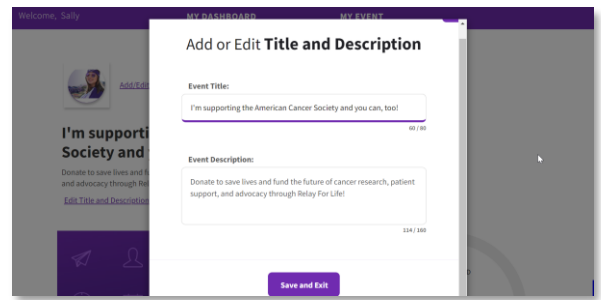 Welcome, Sally
MY DASHBOARD
MY EVENT
Add or Edit Title and Description
Add/Edit
Event Title:
I'm supporting the American Cancer Society and you can, too!
60 / 80
I'm supporti
Society and
Event Description:
Donate to save lives and f
and advocacy through Rel
Donate to save lives and fund the future of cancer research, patient
support, and advocacy through Relay For Life!
Edit Title and Description
114 / 160
Save and Exit